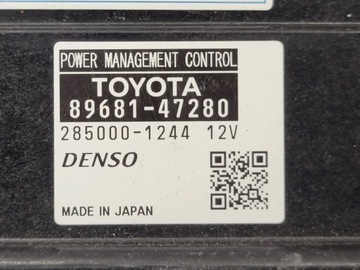 POWER MANAGEMENT CONTROL
TOYOTA
89681-47280
285000-1244 12V
DENSO
MADE IN JAPAN